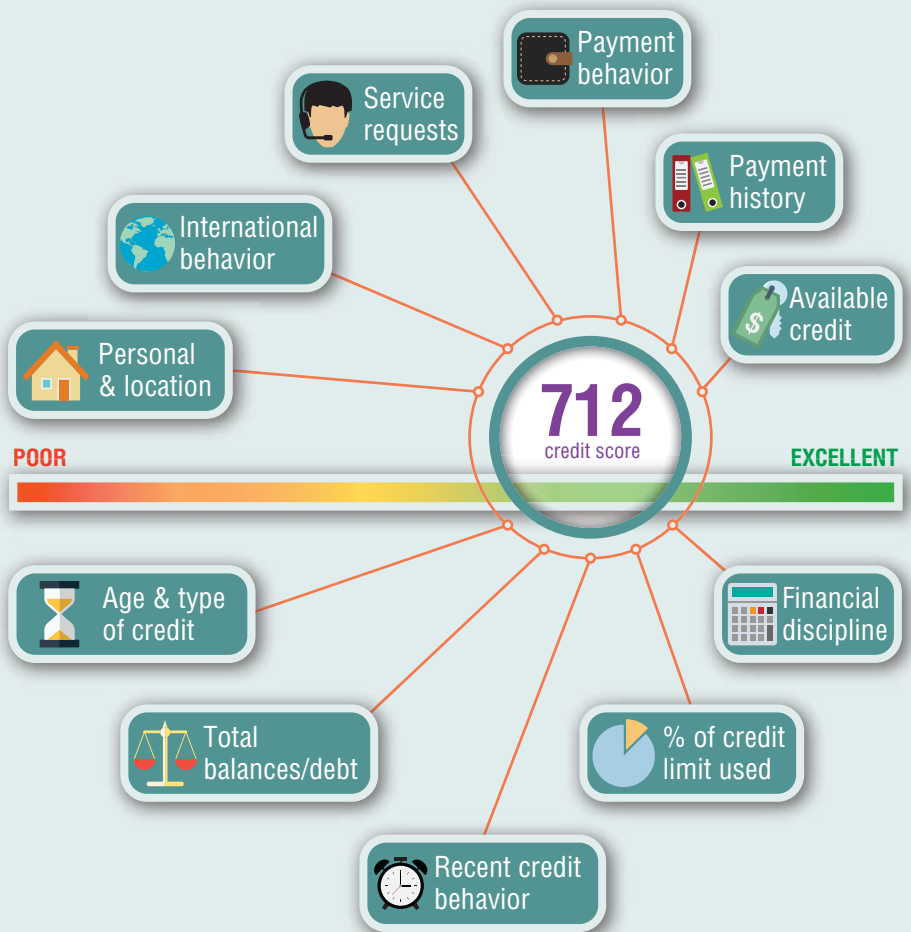 Payment
behavior
Service
requests
Payment
history
International
behavior
Available
credit
$
Personal
& location
712
credit score
POOR
EXCELLENT
Age & type
of credit
Financial
discipline
Total
balances/debt
% of credit
limit used
Recent credit
behavior